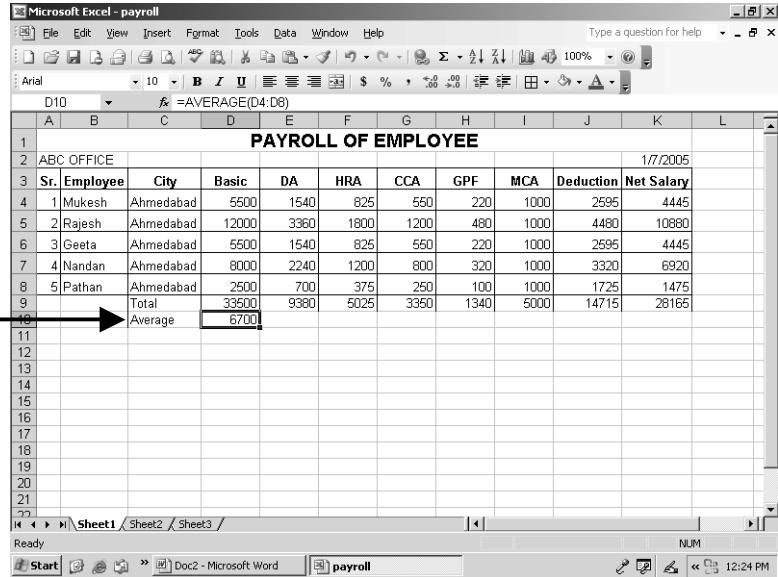 Microsoft Excel - payroll
File Edit View Insert Format Tools Data Window Help Type a question for help
100%
Arial 10 B I U $ % ,
D10 fx =AVERAGE(D4:D8)
A B C D E F G H I J K L
1 PAYROLL OF EMPLOYEE
2 ABC OFFICE 1/7/2005
3 Sr. Employee City Basic DA HRA CCA GPF MCA Deduction Net Salary
4 1 Mukesh Ahmedabad 5500 1540 825 550 220 1000 2595 4445
5 2 Rajesh Ahmedabad 12000 3360 1800 1200 480 1000 4480 10880
6 3 Geeta Ahmedabad 5500 1540 825 550 220 1000 2595 4445
7 4 Nandan Ahmedabad 8000 2240 1200 800 320 1000 3320 6920
8 5 Pathan Ahmedabad 2500 700 375 250 100 1000 1725 1475
9 Total 33500 9380 5025 3350 1340 5000 14715 28165
10 Average 6700
11
12
13
14
15
16
17
18
19
20
21
22
Sheet1 Sheet2 Sheet3
Ready NUM
Start Doc2 - Microsoft Word payroll 12:24 PM